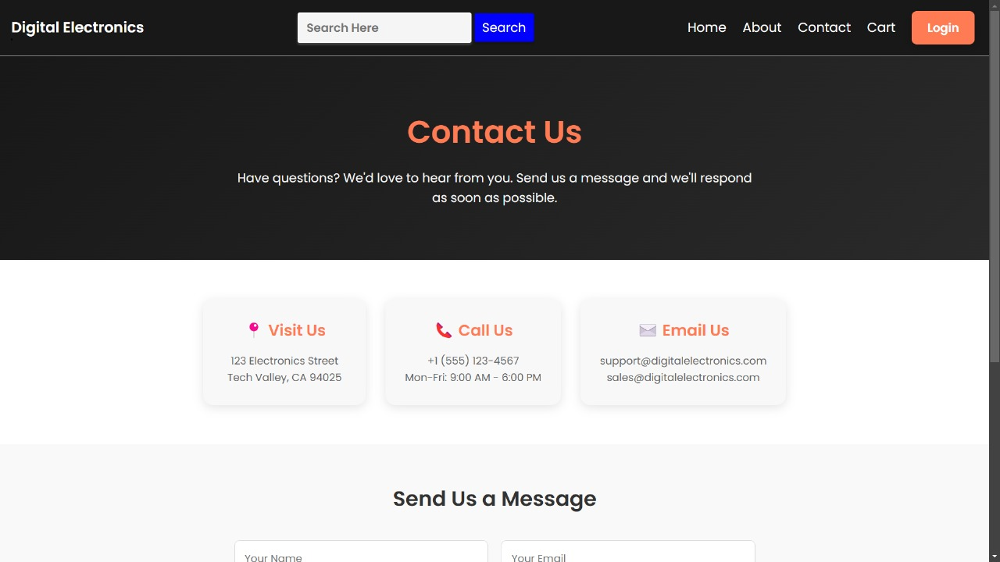 Digital Electronics
Search Here
Search
Home
About
Contact
Cart
Login
Contact Us
Have questions? We'd love to hear from you. Send us a message and we'll respond
as soon as possible.
Visit Us
123 Electronics Street
Tech Valley, CA 94025
Call Us
+1 (555) 123-4567
Mon-Fri: 9:00 AM - 6:00 PM
Email Us
support@digitalelectronics.com
sales@digitalelectronics.com
Send Us a Message
Your Name
Your Email